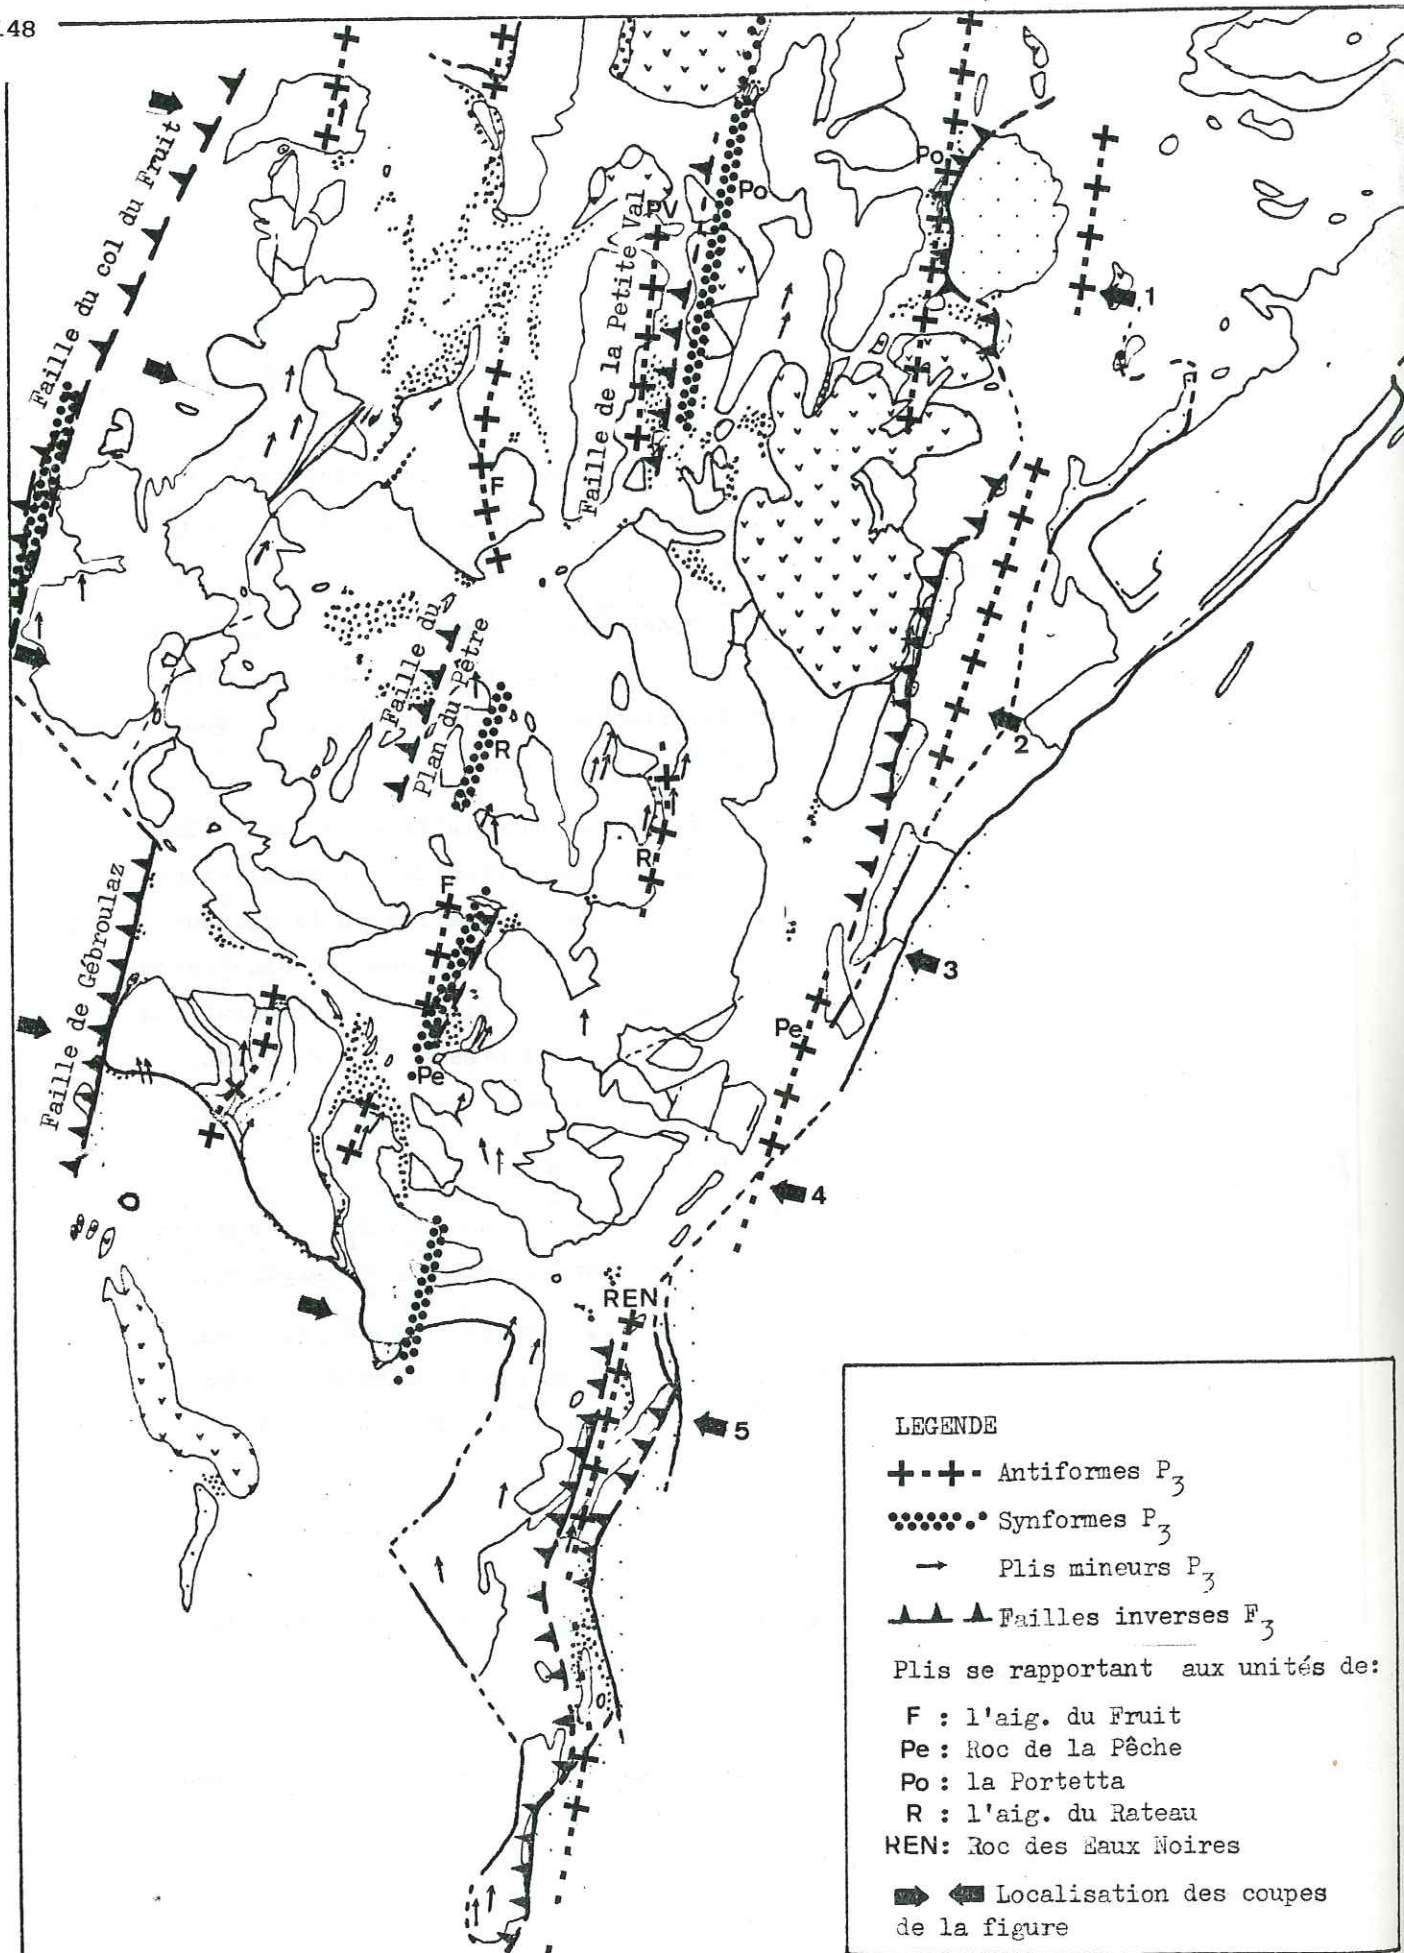 148
Faille du col du Fruit
Po
Po
PV
Faille de la Petite Val
1
F
Faille du
Plan du Pêtre
R
2
R
F
Faille de Gébroulaz
3
Pe
Pe
4
REN
5
LEGENDE
Antiformes P3
Synformes P3
Plis mineurs P3
Failles inverses F3
Plis se rapportant aux unités de:
F : l'aig. du Fruit
Pe : Roc de la Pêche
Po : la Portetta
R : l'aig. du Rateau
REN: Roc des Eaux Noires
Localisation des coupes
de la figure